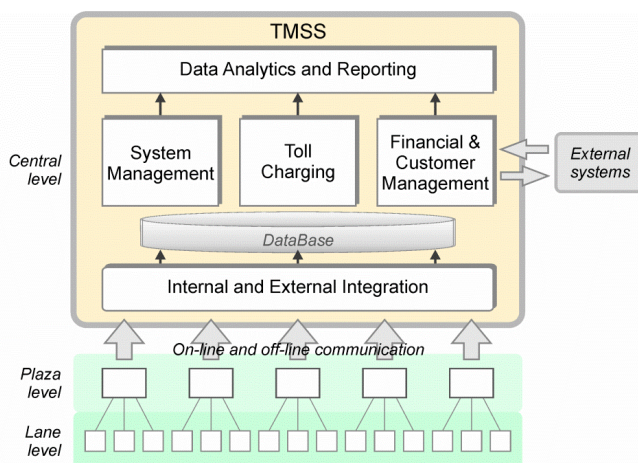 TMSS
Data Analytics and Reporting
Central
level
System
Management
Toll
Charging
Financial &
Customer
Management
External
systems
DataBase
Internal and External Integration
On-line and off-line communication
Plaza
level
Lane
level